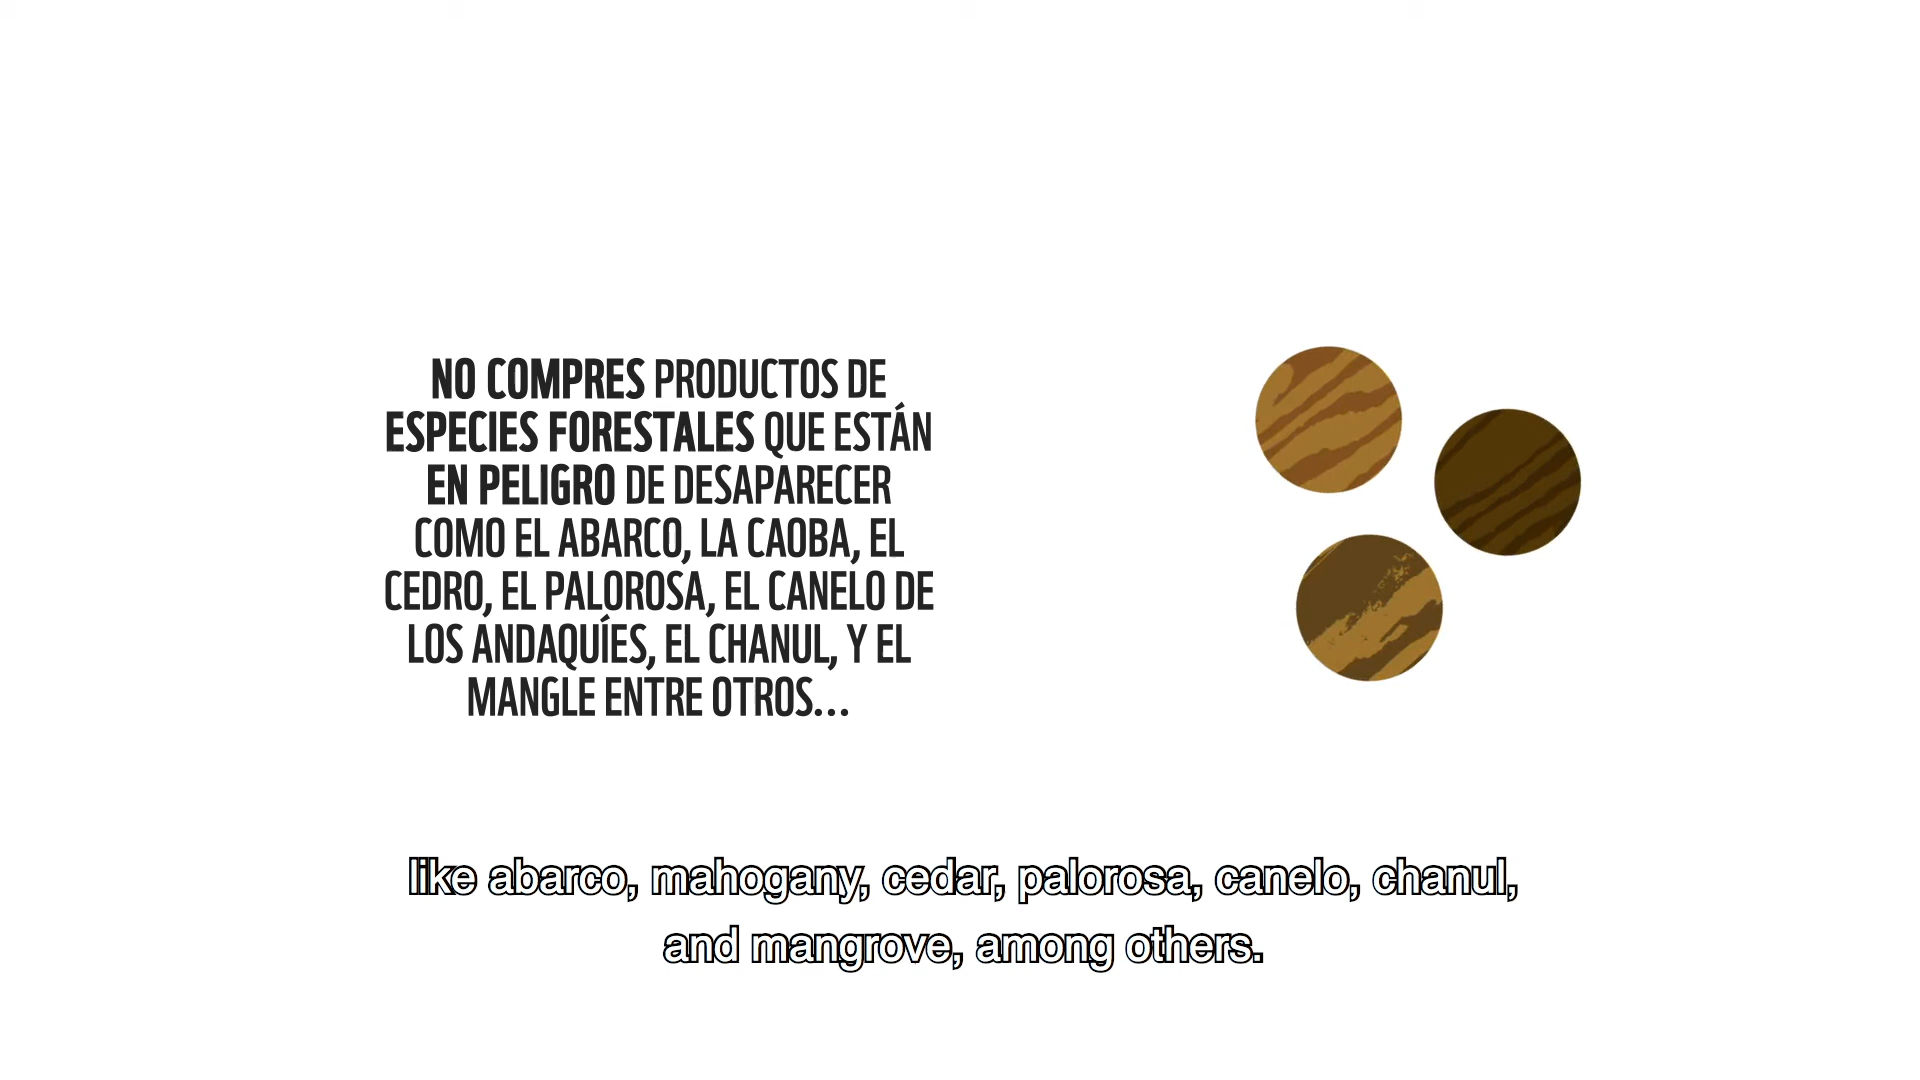 NO COMPRES PRODUCTOS DE
ESPECIES FORESTALES QUE ESTÁN
EN PELIGRO DE DESAPARECER
COMO EL ABARCO, LA CAOBA, EL
CEDRO, EL PALOROSA, EL CANELO DE
LOS ANDAQUÍES, EL CHANUL, Y EL
MANGLE ENTRE OTROS...
like abarco, mahogany, cedar, palorosa, canelo, chanul,
and mangrove, among others.